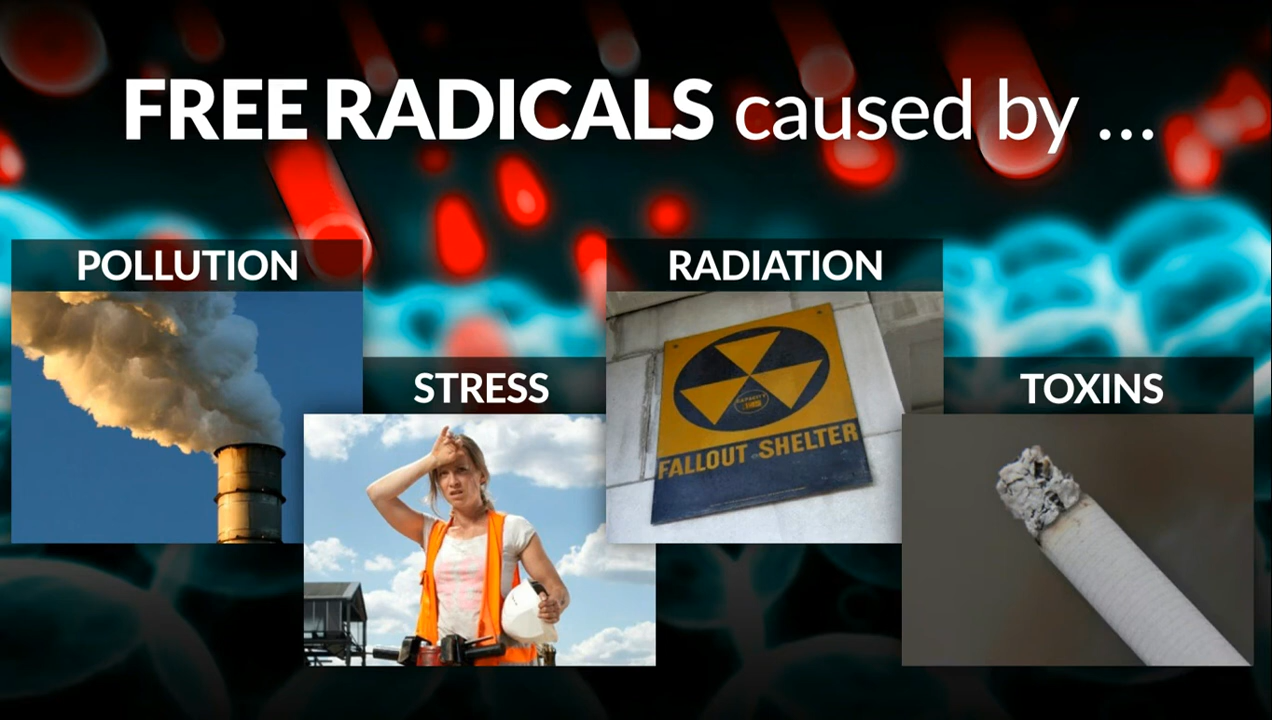 FREE RADICALS caused by ...
POLLUTION
RADIATION
STRESS
TOXINS
FALLOUT SHELTER